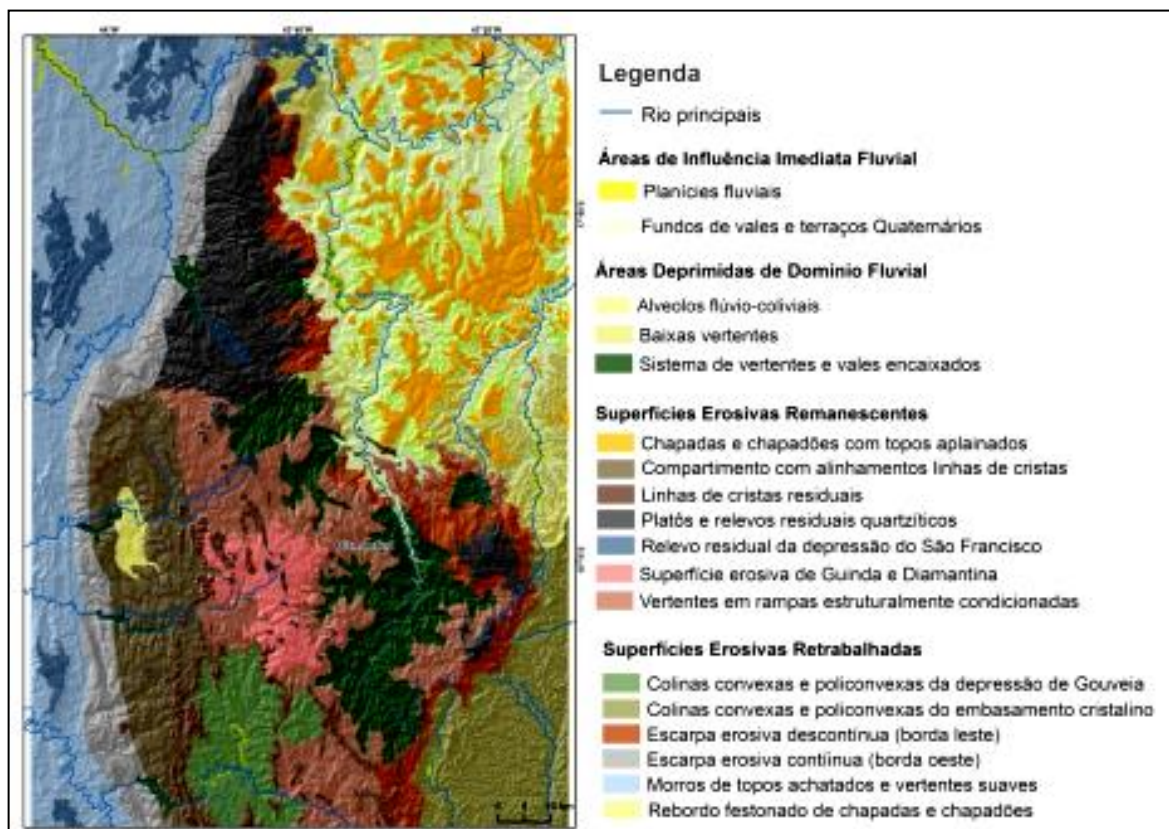 Legenda
Rio principais
Áreas de Influência Imediata Fluvial
Planícies fluviais
Fundos de vales e terraços Quaternários
Áreas Deprimidas de Dominio Fluvial
Alveolos flúvio-coliviais
Baixas vertentes
Sistema de vertentes e vales encaixados
Superfícies Erosivas Remanescentes
Chapadas e chapadões com topos aplainados
Compartimento com alinhamentos linhas de cristas
Linhas de cristas residuais
Platôs e relevos residuais quartzíticos
Relevo residual da depressão do São Francisco
Superfície erosiva de Guinda e Diamantina
Vertentes em rampas estruturalmente condicionadas
Superfícies Erosivas Retrabalhadas
Colinas convexas e policonvexas da depressão de Gouveia
Colinas convexas e policonvexas do embasamento cristalino
Escarpa erosiva descontínua (borda leste)
Escarpa erosiva contíinua (borda oeste)
Morros de topos achatados e vertentes suaves
Rebordo festonado de chapadas e chapadões